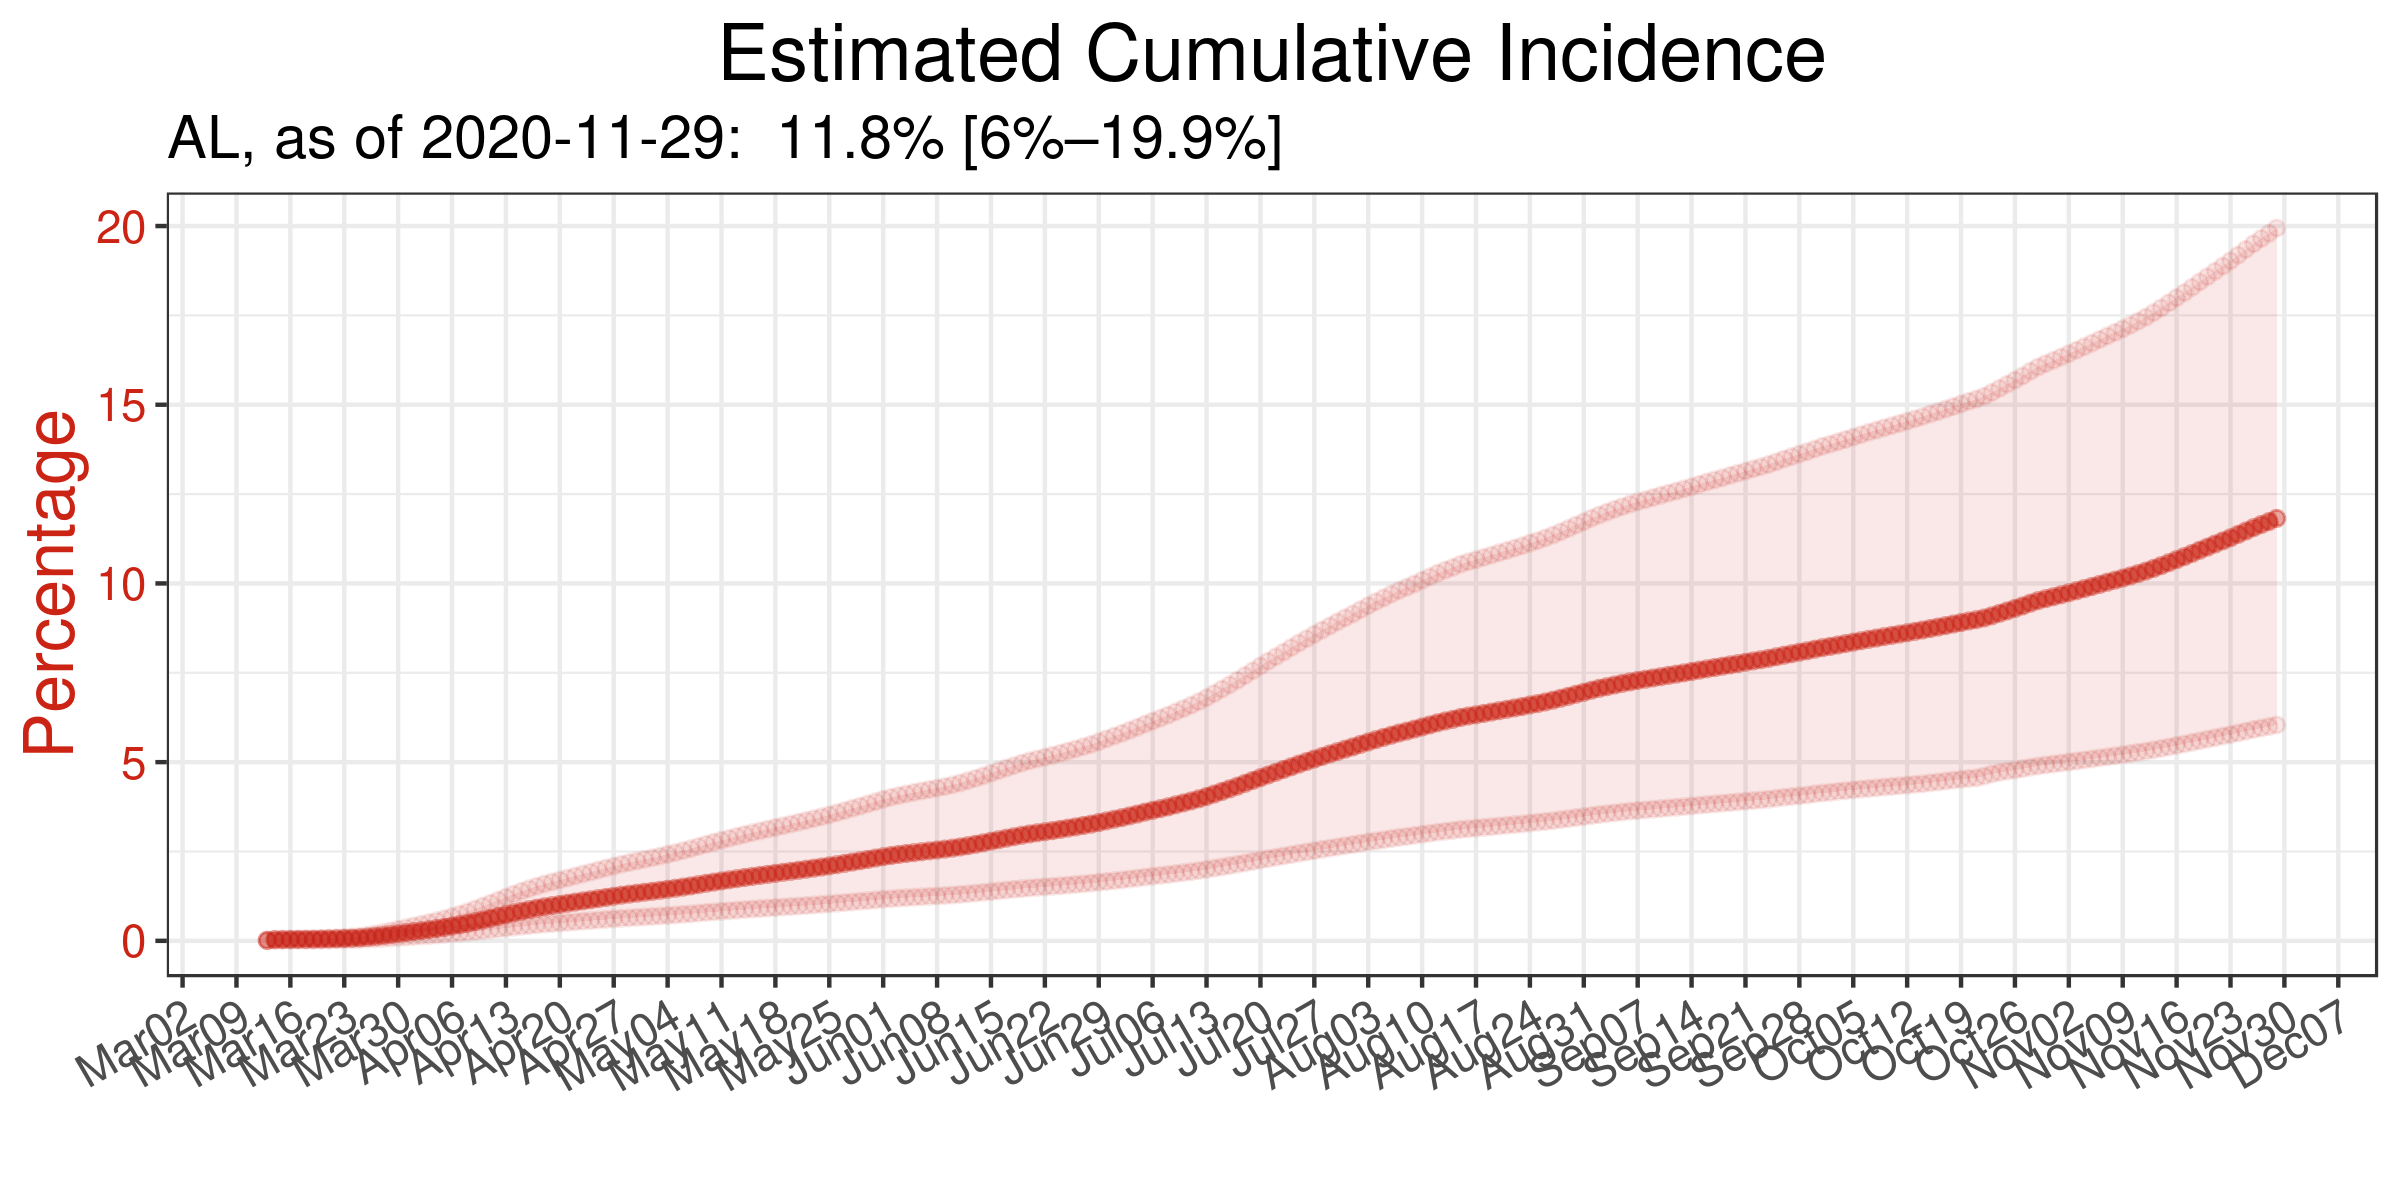 Estimated Cumulative Incidence
AL, as of 2020-11-29:  11.8% [6%–19.9%]
Percentage
20
15
10
5
0
Mar02
Mar09
Mar16
Mar23
Mar30
Apr06
Apr13
Apr20
Apr27
May04
May11
May18
May25
Jun01
Jun08
Jun15
Jun22
Jun29
Jul06
Jul13
Jul20
Jul27
Aug03
Aug10
Aug17
Aug24
Aug31
Sep07
Sep14
Sep21
Sep28
Oct05
Oct12
Oct19
Oct26
Nov02
Nov09
Nov16
Nov23
Nov30
Dec07